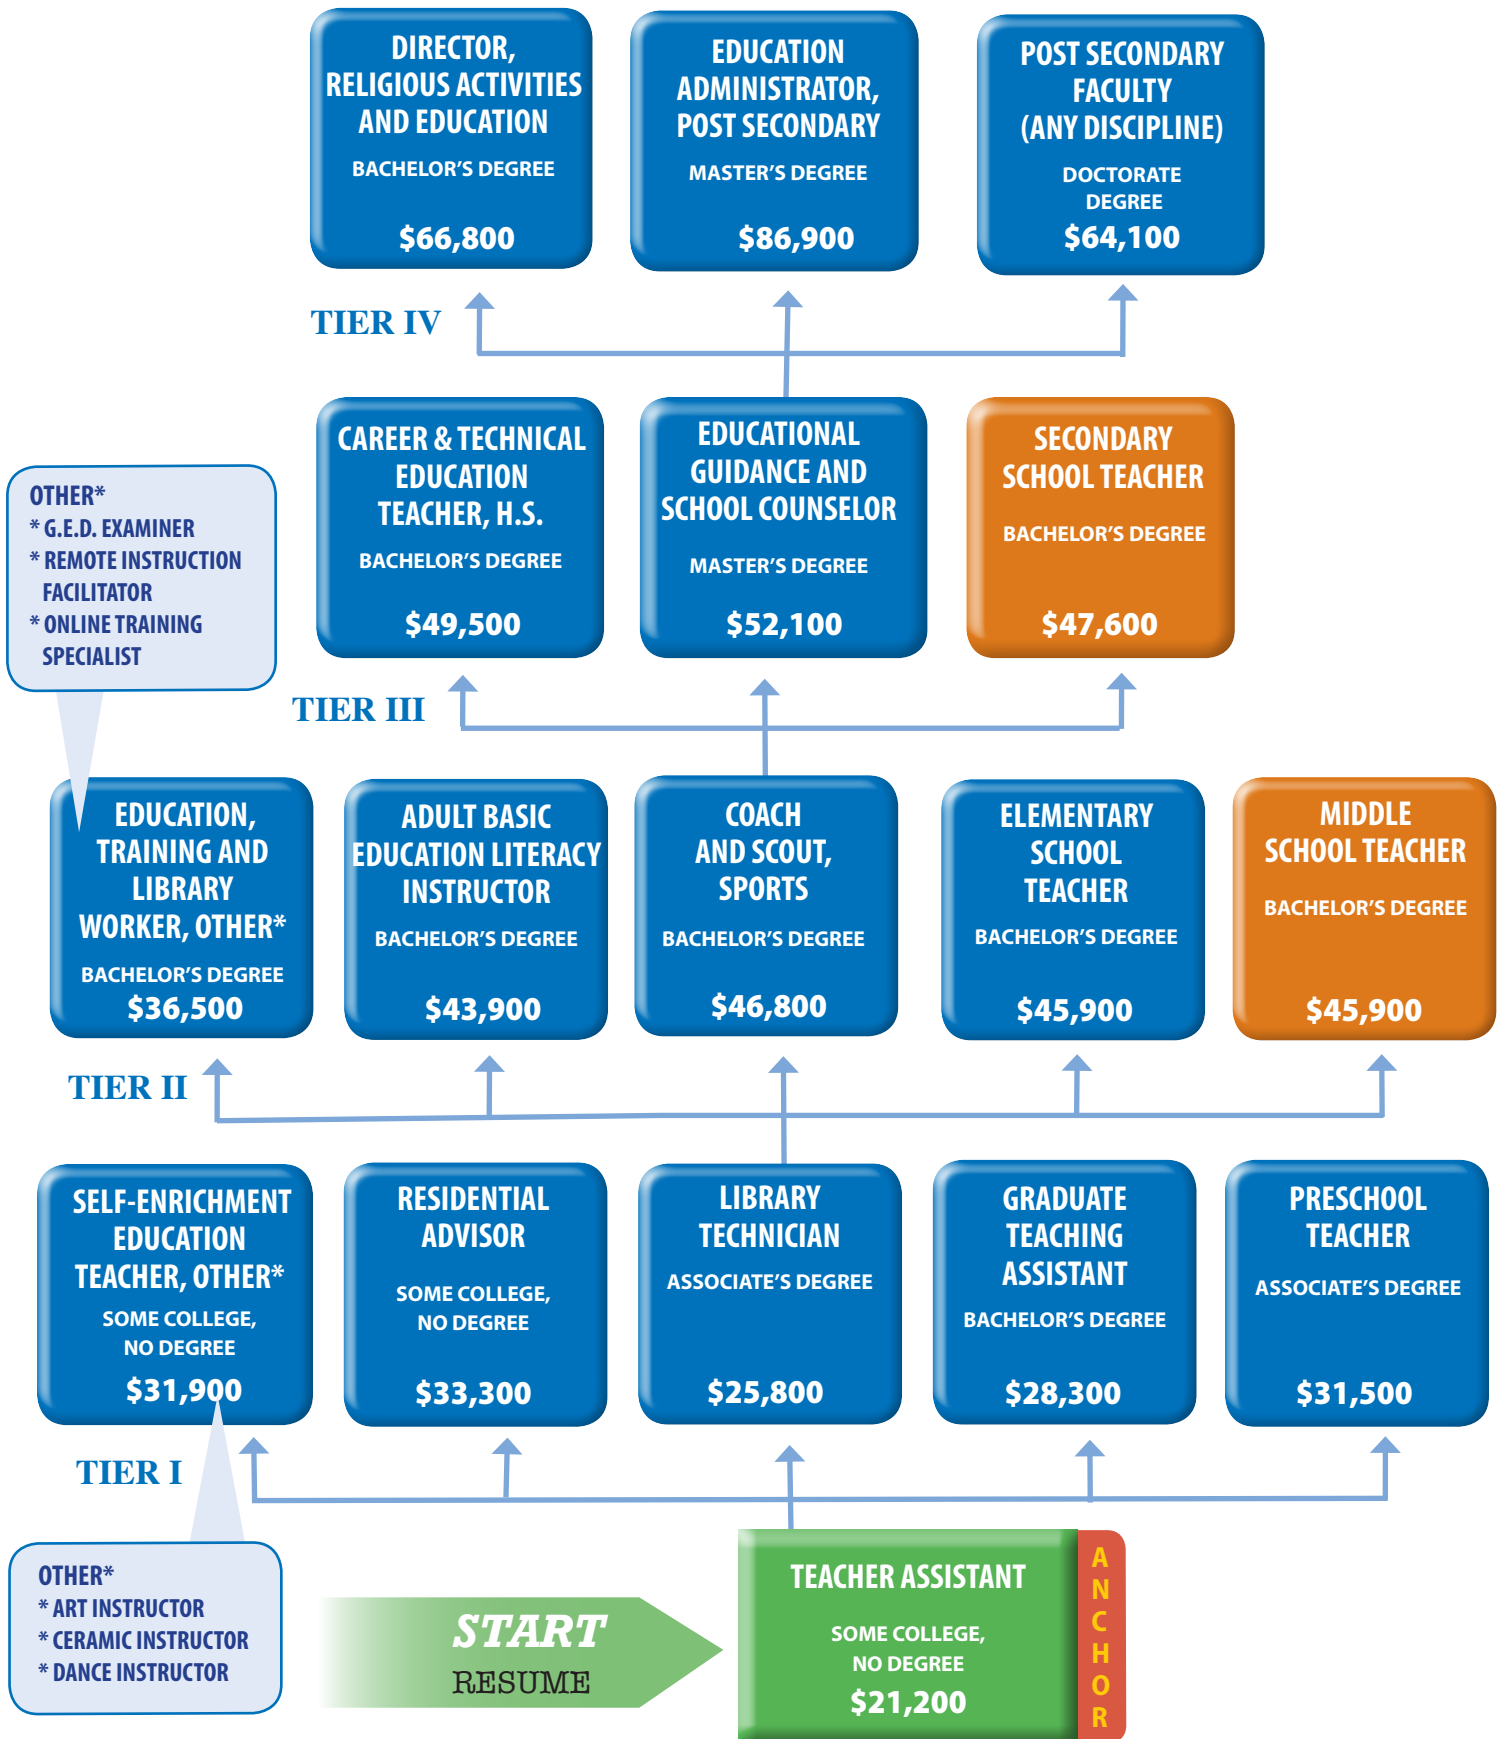 DIRECTOR,
RELIGIOUS ACTIVITIES
AND EDUCATION
BACHELOR'S DEGREE
$66,800
EDUCATION
ADMINISTRATOR,
POST SECONDARY
MASTER'S DEGREE
$86,900
POST SECONDARY
FACULTY
(ANY DISCIPLINE)
DOCTORATE
DEGREE
$64,100
TIER IV
CAREER & TECHNICAL
EDUCATION
TEACHER, H.S.
BACHELOR'S DEGREE
$49,500
EDUCATIONAL
GUIDANCE AND
SCHOOL COUNSELOR
MASTER'S DEGREE
$52,100
SECONDARY
SCHOOL TEACHER
BACHELOR'S DEGREE
$47,600
OTHER*
* G.E.D. EXAMINER
* REMOTE INSTRUCTION
FACILITATOR
* ONLINE TRAINING
SPECIALIST
TIER III
EDUCATION,
TRAINING AND
LIBRARY
WORKER, OTHER*
BACHELOR'S DEGREE
$36,500
ADULT BASIC
EDUCATION LITERACY
INSTRUCTOR
BACHELOR'S DEGREE
$43,900
COACH
AND SCOUT,
SPORTS
BACHELOR'S DEGREE
$46,800
ELEMENTARY
SCHOOL
TEACHER
BACHELOR'S DEGREE
$45,900
MIDDLE
SCHOOL TEACHER
BACHELOR'S DEGREE
$45,900
TIER II
SELF-ENRICHMENT
EDUCATION
TEACHER, OTHER*
SOME COLLEGE,
NO DEGREE
$31,900
RESIDENTIAL
ADVISOR
SOME COLLEGE,
NO DEGREE
$33,300
LIBRARY
TECHNICIAN
ASSOCIATE'S DEGREE
$25,800
GRADUATE
TEACHING
ASSISTANT
BACHELOR'S DEGREE
$28,300
PRESCHOOL
TEACHER
ASSOCIATE'S DEGREE
$31,500
TIER I
OTHER*
* ART INSTRUCTOR
* CERAMIC INSTRUCTOR
* DANCE INSTRUCTOR
START
RESUME
TEACHER ASSISTANT
SOME COLLEGE,
NO DEGREE
$21,200
ANCHOR